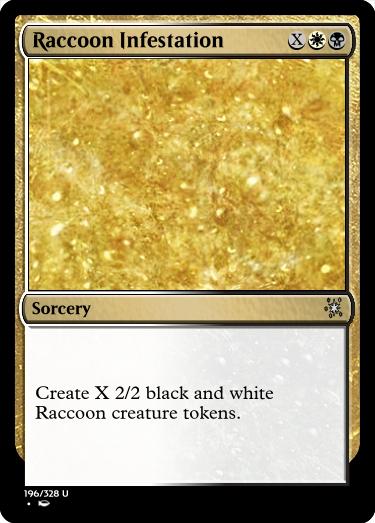 Raccoon Infestation X
Sorcery
Create X 2/2 black and white
Raccoon creature tokens.
196/328 U